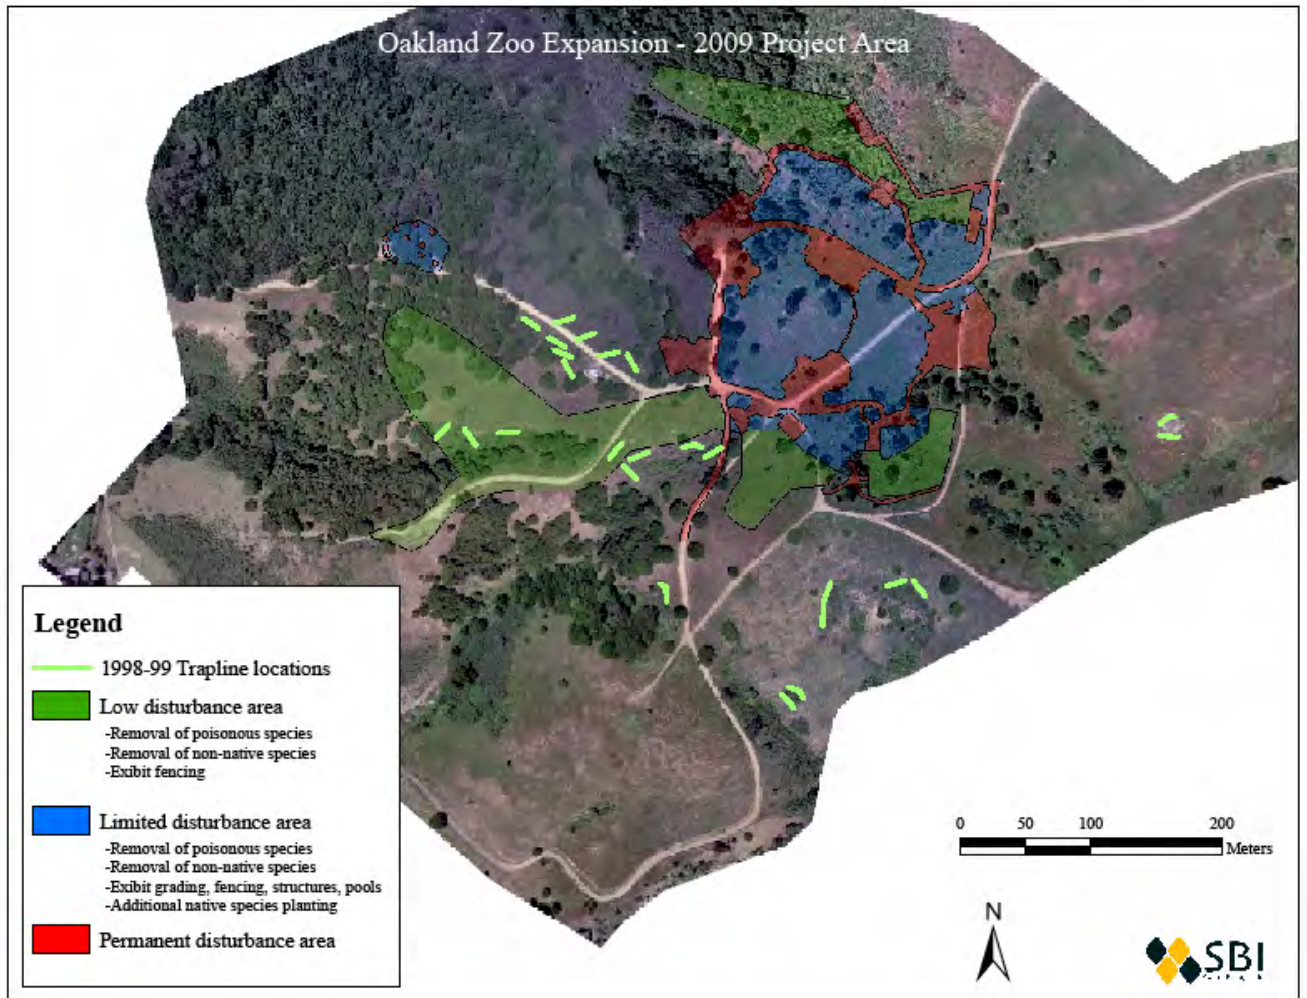 Oakland Zoo Expansion - 2009 Project Area
Legend
1998-99 Trapline locations
Low disturbance area
-Removal of poisonous species
-Removal of non-native species
-Exibit fencing
Limited disturbance area
-Removal of poisonous species
-Removal of non-native species
-Exibit grading, fencing, structures, pools
-Additional native species planting
Permanent disturbance area
0 50 100 200
Meters
N
SBI